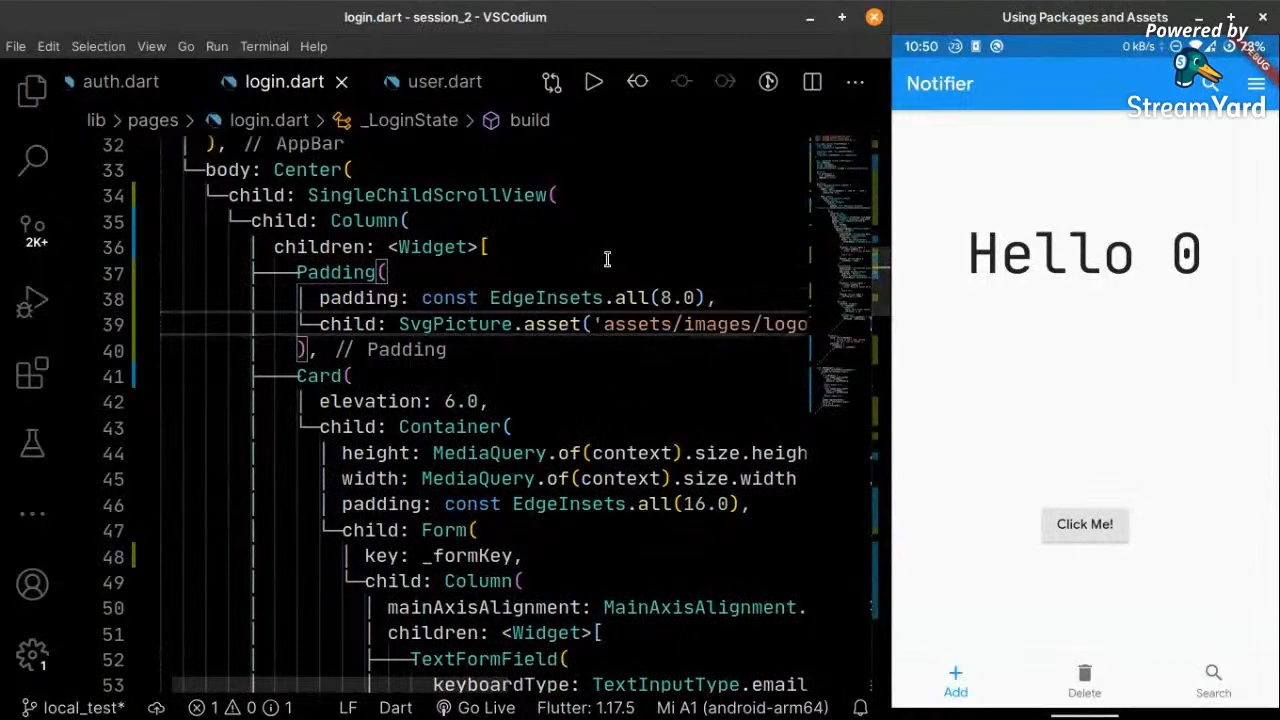 login.dart - session_2 - VSCodium
File Edit Selection View Go Run Terminal Help
auth.dart login.dart user.dart
lib > pages > login.dart > _LoginState > build
32 ), // AppBar
33 body: Center(
34 child: SingleChildScrollView(
35 child: Column(
36 children: <Widget>[
37 Padding(
38 padding: const EdgeInsets.all(8.0),
39 child: SvgPicture.asset('assets/images/logo
40 ), // Padding
41 Card(
42 elevation: 6.0,
43 child: Container(
44 height: MediaQuery.of(context).size.heigh
45 width: MediaQuery.of(context).size.width
46 padding: const EdgeInsets.all(16.0),
47 child: Form(
48 key: _formKey,
49 child: Column(
50 mainAxisAlignment: MainAxisAlignment.
51 children: <Widget>[
52 TextFormField(
53 keyboardType: TextInputType.email
2K+
1
local_test* 1 0 1 LF Dart Go Live Flutter: 1.17.5 Mi A1 (android-arm64)
Using Packages and Assets
Powered by
StreamYard
10:50 73 0 kB/s 73%
Notifier
Hello 0
Click Me!
Add Delete Search